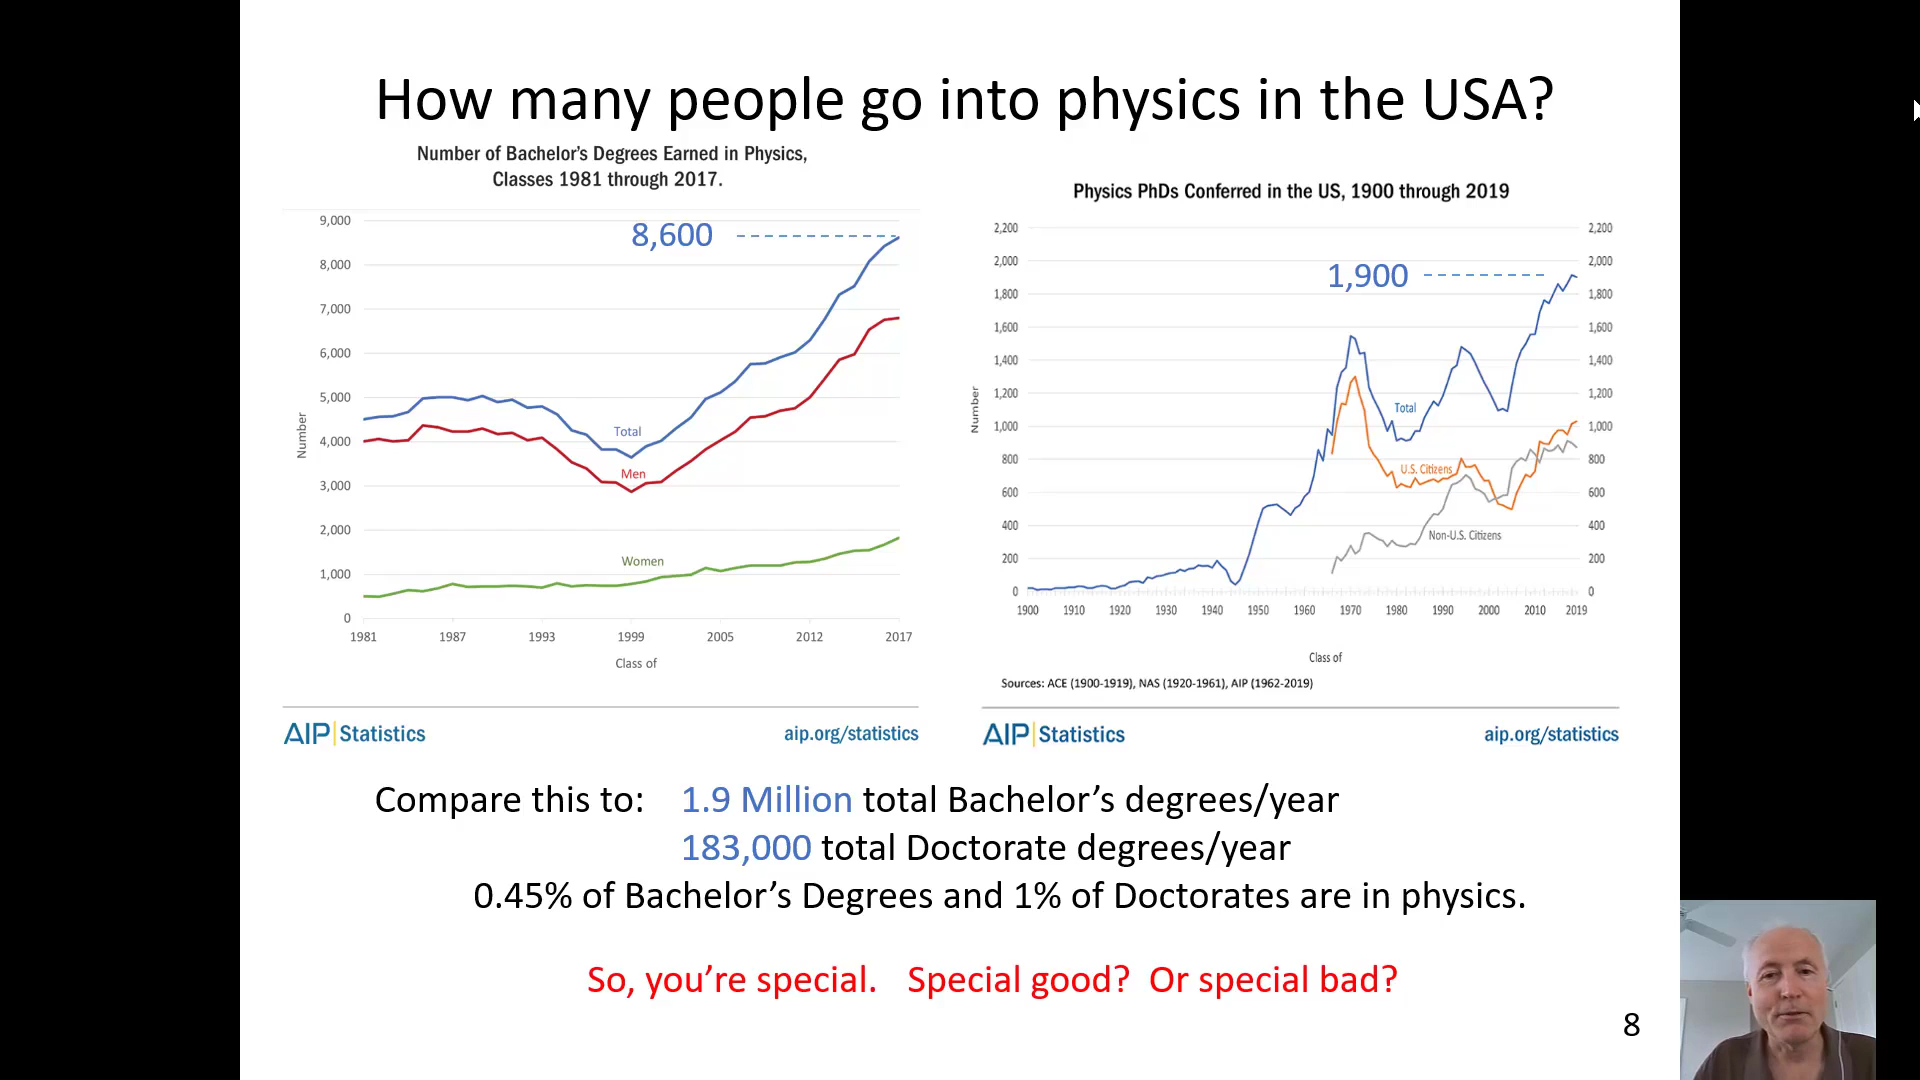 How many people go into physics in the USA?
Number of Bachelor's Degrees Earned in Physics,
Classes 1981 through 2017.
9,000
8,000
7,000
6,000
5,000
4,000
3,000
2,000
1,000
0
Number
8,600
Total
Men
Women
1981 1987 1993 1999 2005 2012 2017
Class of
AIP Statistics
aip.org/statistics
Physics PhDs Conferred in the US, 1900 through 2019
2,200 2,200
2,000 2,000
1,800 1,800
1,600 1,600
1,400 1,400
1,200 1,200
1,000 1,000
800 800
600 600
400 400
200 200
0 0
Number
1,900
Total
U.S. Citizens
Non-U.S. Citizens
1900 1910 1920 1930 1940 1950 1960 1970 1980 1990 2000 2010 2019
Class of
Sources: ACE (1900-1919), NAS (1920-1961), AIP (1962-2019)
AIP Statistics
aip.org/statistics
Compare this to: 1.9 Million total Bachelor's degrees/year
183,000 total Doctorate degrees/year
0.45% of Bachelor's Degrees and 1% of Doctorates are in physics.
So, you're special. Special good? Or special bad?
8